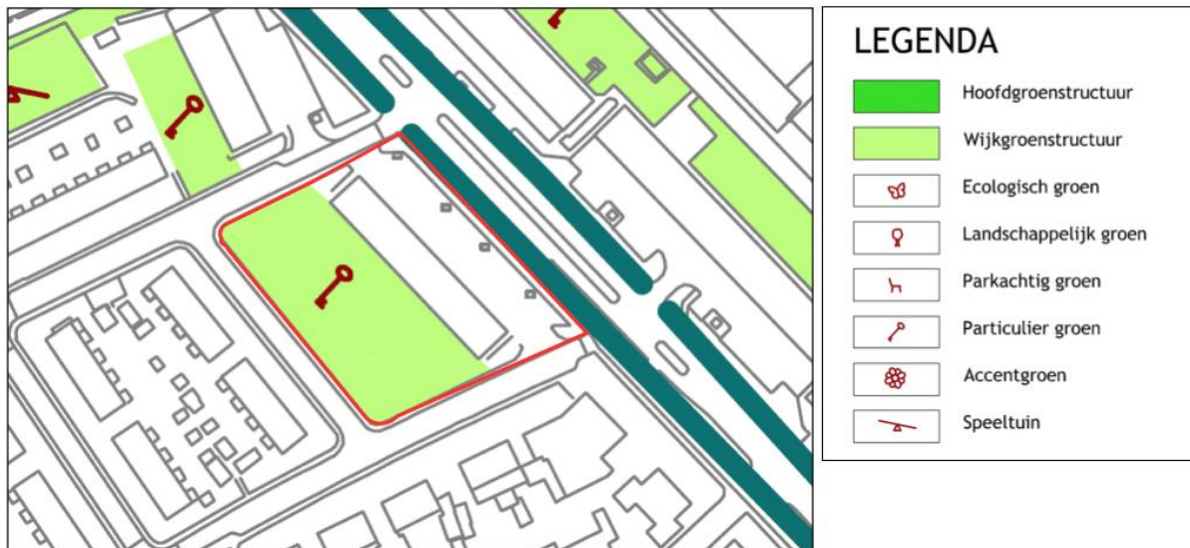 LEGENDA
Hoofdgroenstructuur
Wijkgroenstructuur
Ecologisch groen
Landschappelijk groen
Parkachtig groen
Particulier groen
Accentgroen
Speeltuin